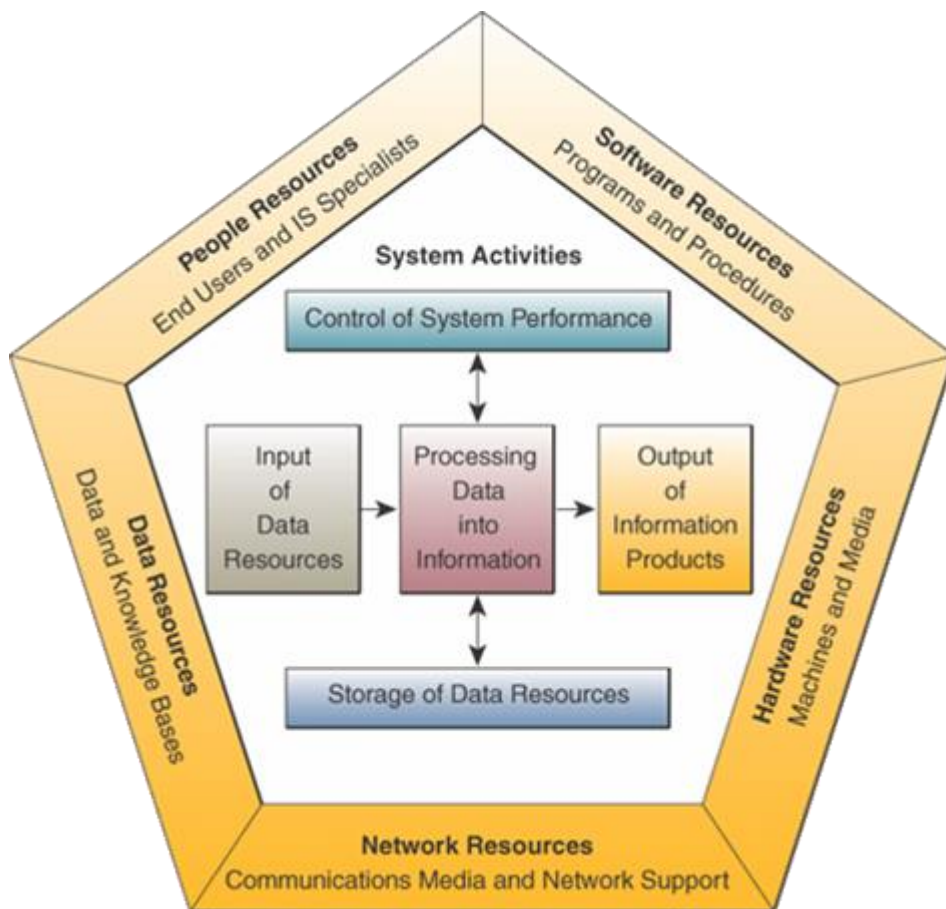 People Resources
End Users and IS Specialists
Software Resources
Programs and Procedures
System Activities
Control of System Performance
Input
of
Data
Resources
Processing
Data
into
Information
Output
of
Information
Products
Storage of Data Resources
Data Resources
Data and Knowledge Bases
Hardware Resources
Machines and Media
Network Resources
Communications Media and Network Support